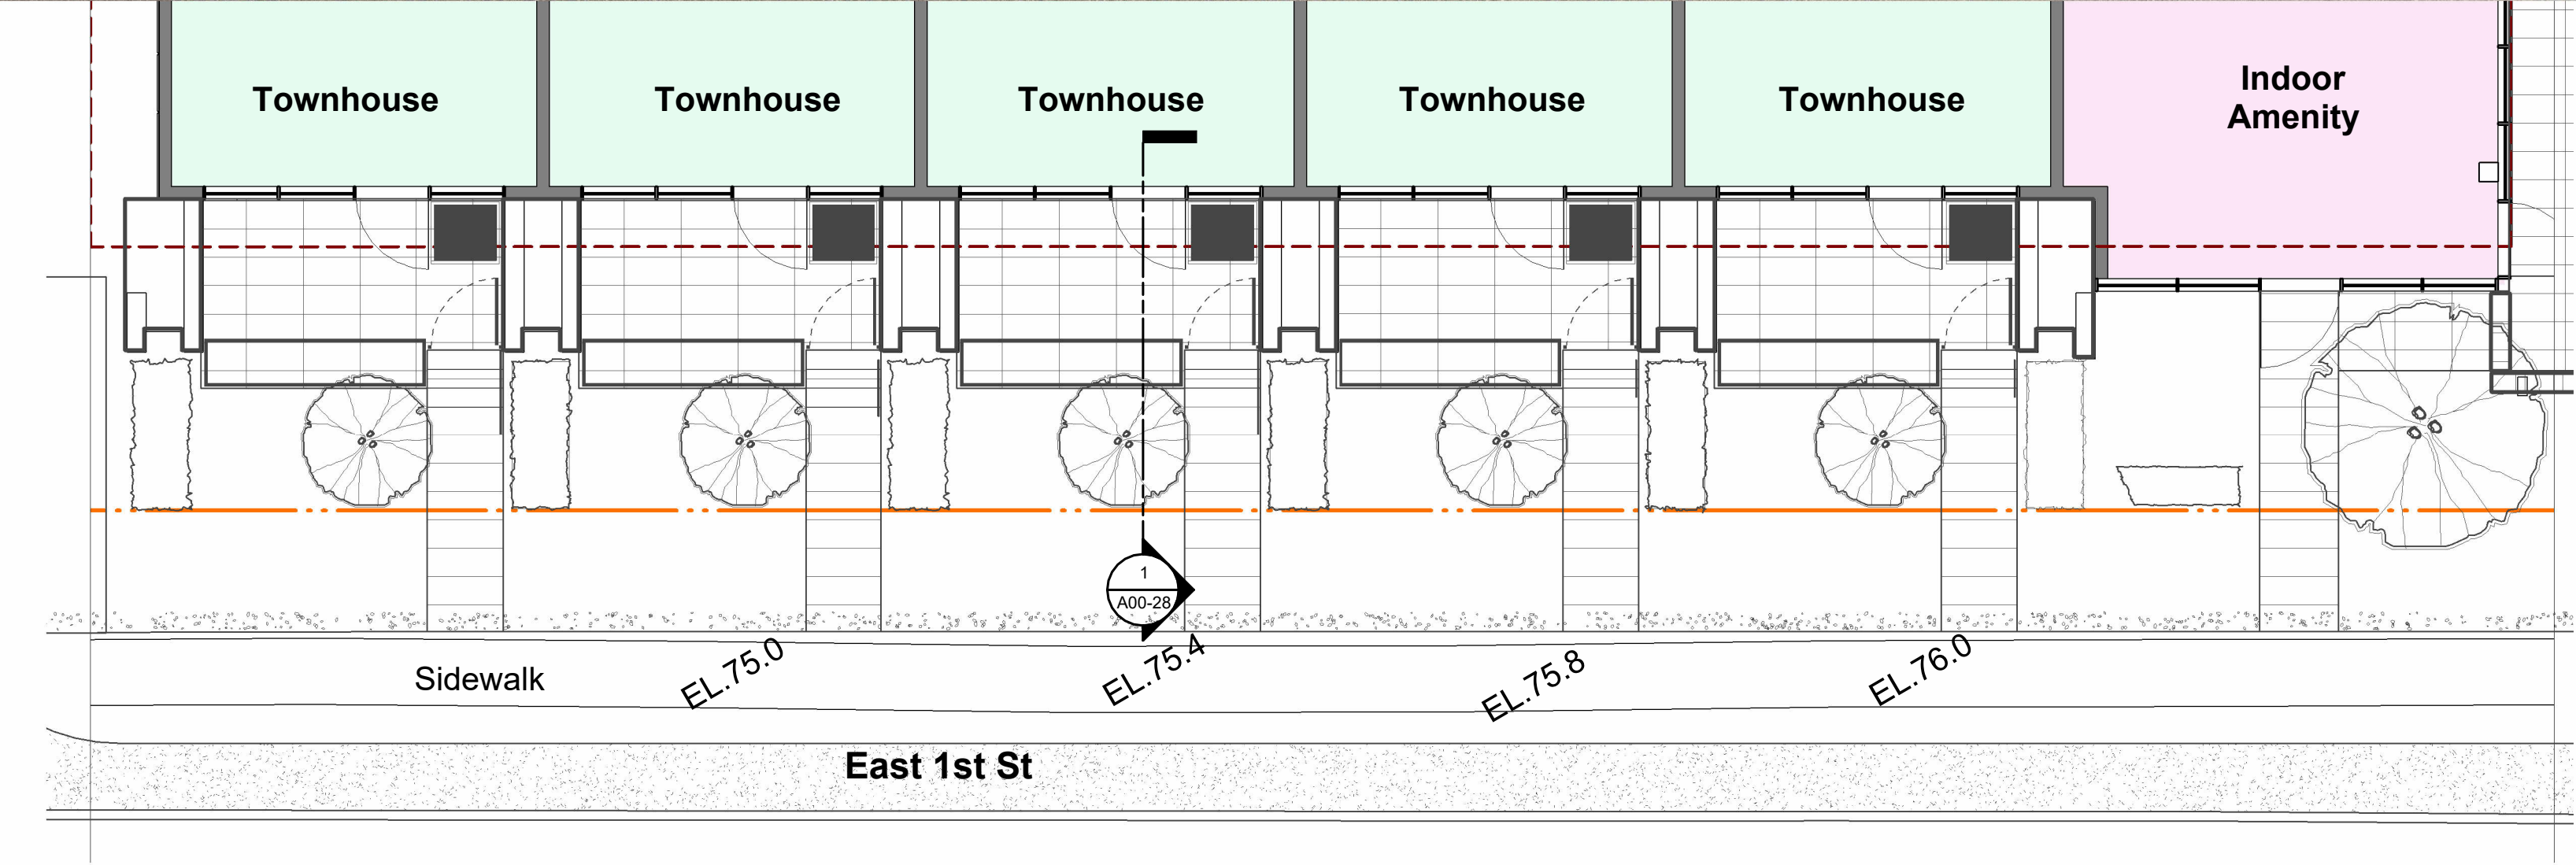 Townhouse
Townhouse
Townhouse
Townhouse
Townhouse
Indoor
Amenity
1
A00-28
Sidewalk
EL.75.0
EL.75.4
EL.75.8
EL.76.0
East 1st St